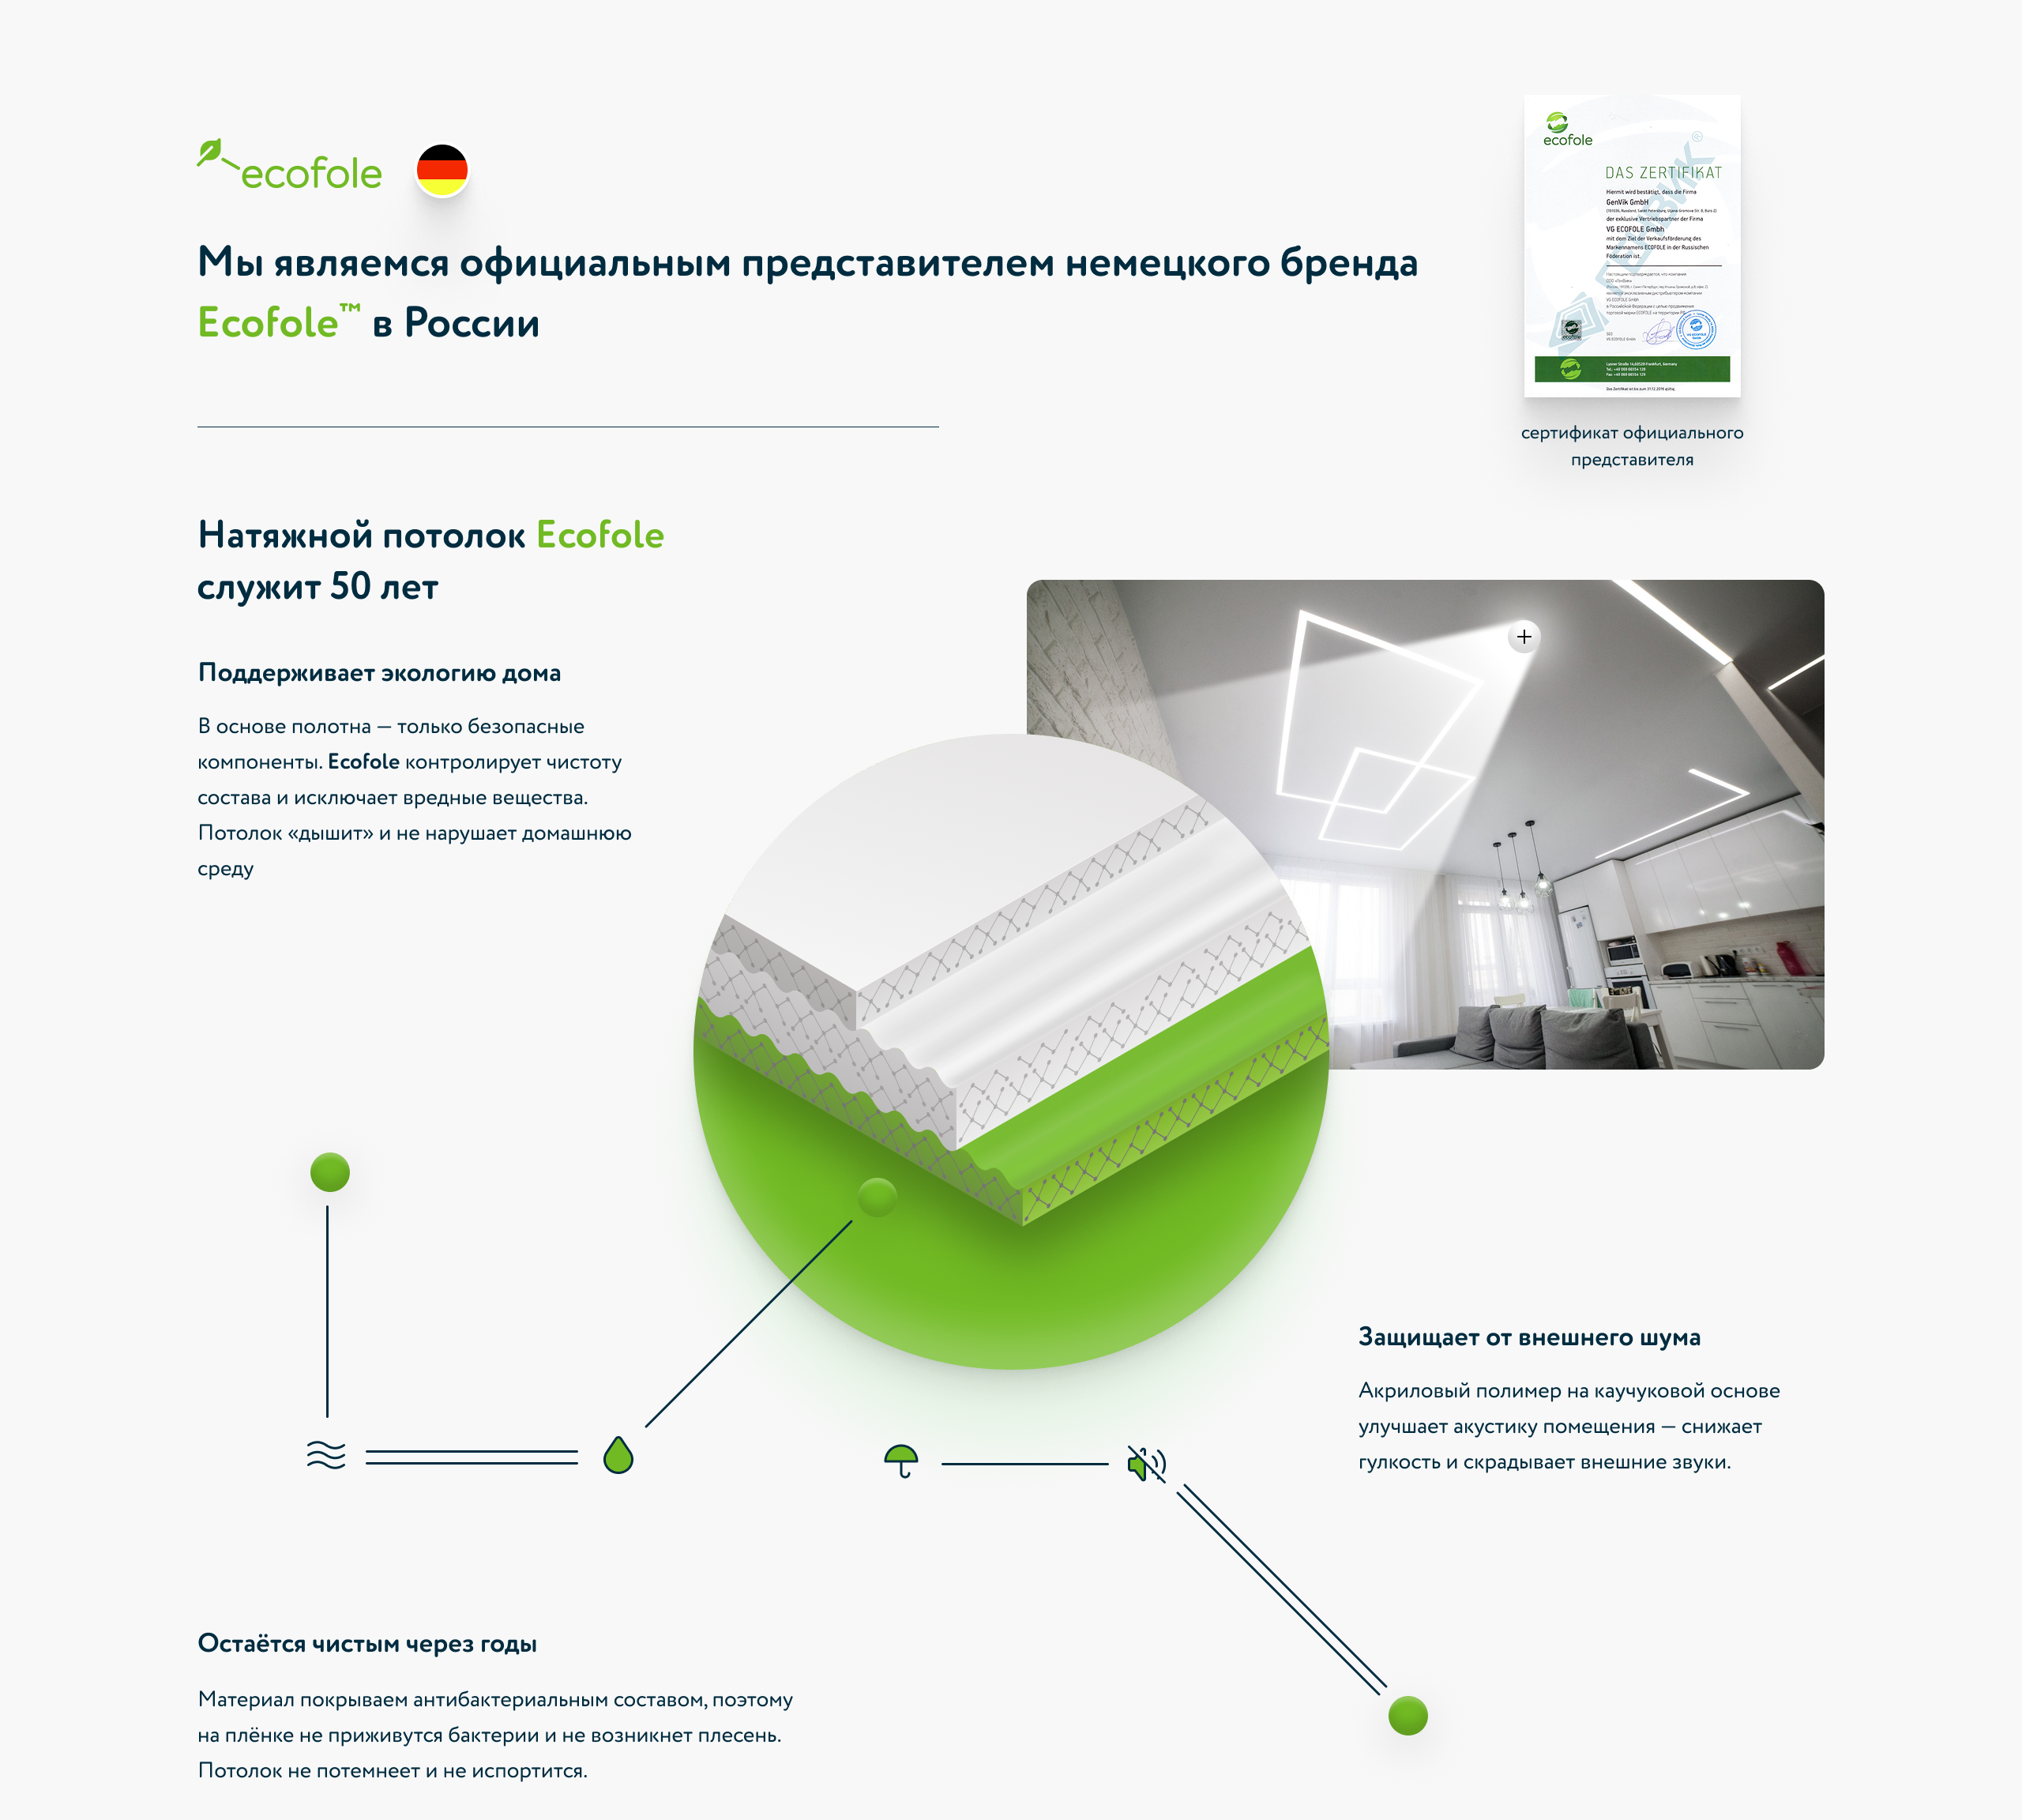 ecofole
Мы являемся официальным представителем немецкого бренда
Ecofole™ в России
ecofole
DAS ZERTIFIKAT
Hiermit wird bestätigt, dass die Firma
GenVik GmbH
der exklusive Vertriebspartner der Firma
VG ECOFOLE Gmbh
mit dem Ziel der Verkaufsförderung des
Markennamens ECOFOLE in der Russischen
Föderation ist.
сертификат официального
представителя
Натяжной потолок Ecofole
служит 50 лет
Поддерживает экологию дома
В основе полотна — только безопасные
компоненты. Ecofole контролирует чистоту
состава и исключает вредные вещества.
Потолок «дышит» и не нарушает домашнюю
среду
Защищает от внешнего шума
Акриловый полимер на каучуковой основе
улучшает акустику помещения — снижает
гулкость и скрадывает внешние звуки.
Остаётся чистым через годы
Материал покрываем антибактериальным составом, поэтому
на плёнке не приживутся бактерии и не возникнет плесень.
Потолок не потемнеет и не испортится.